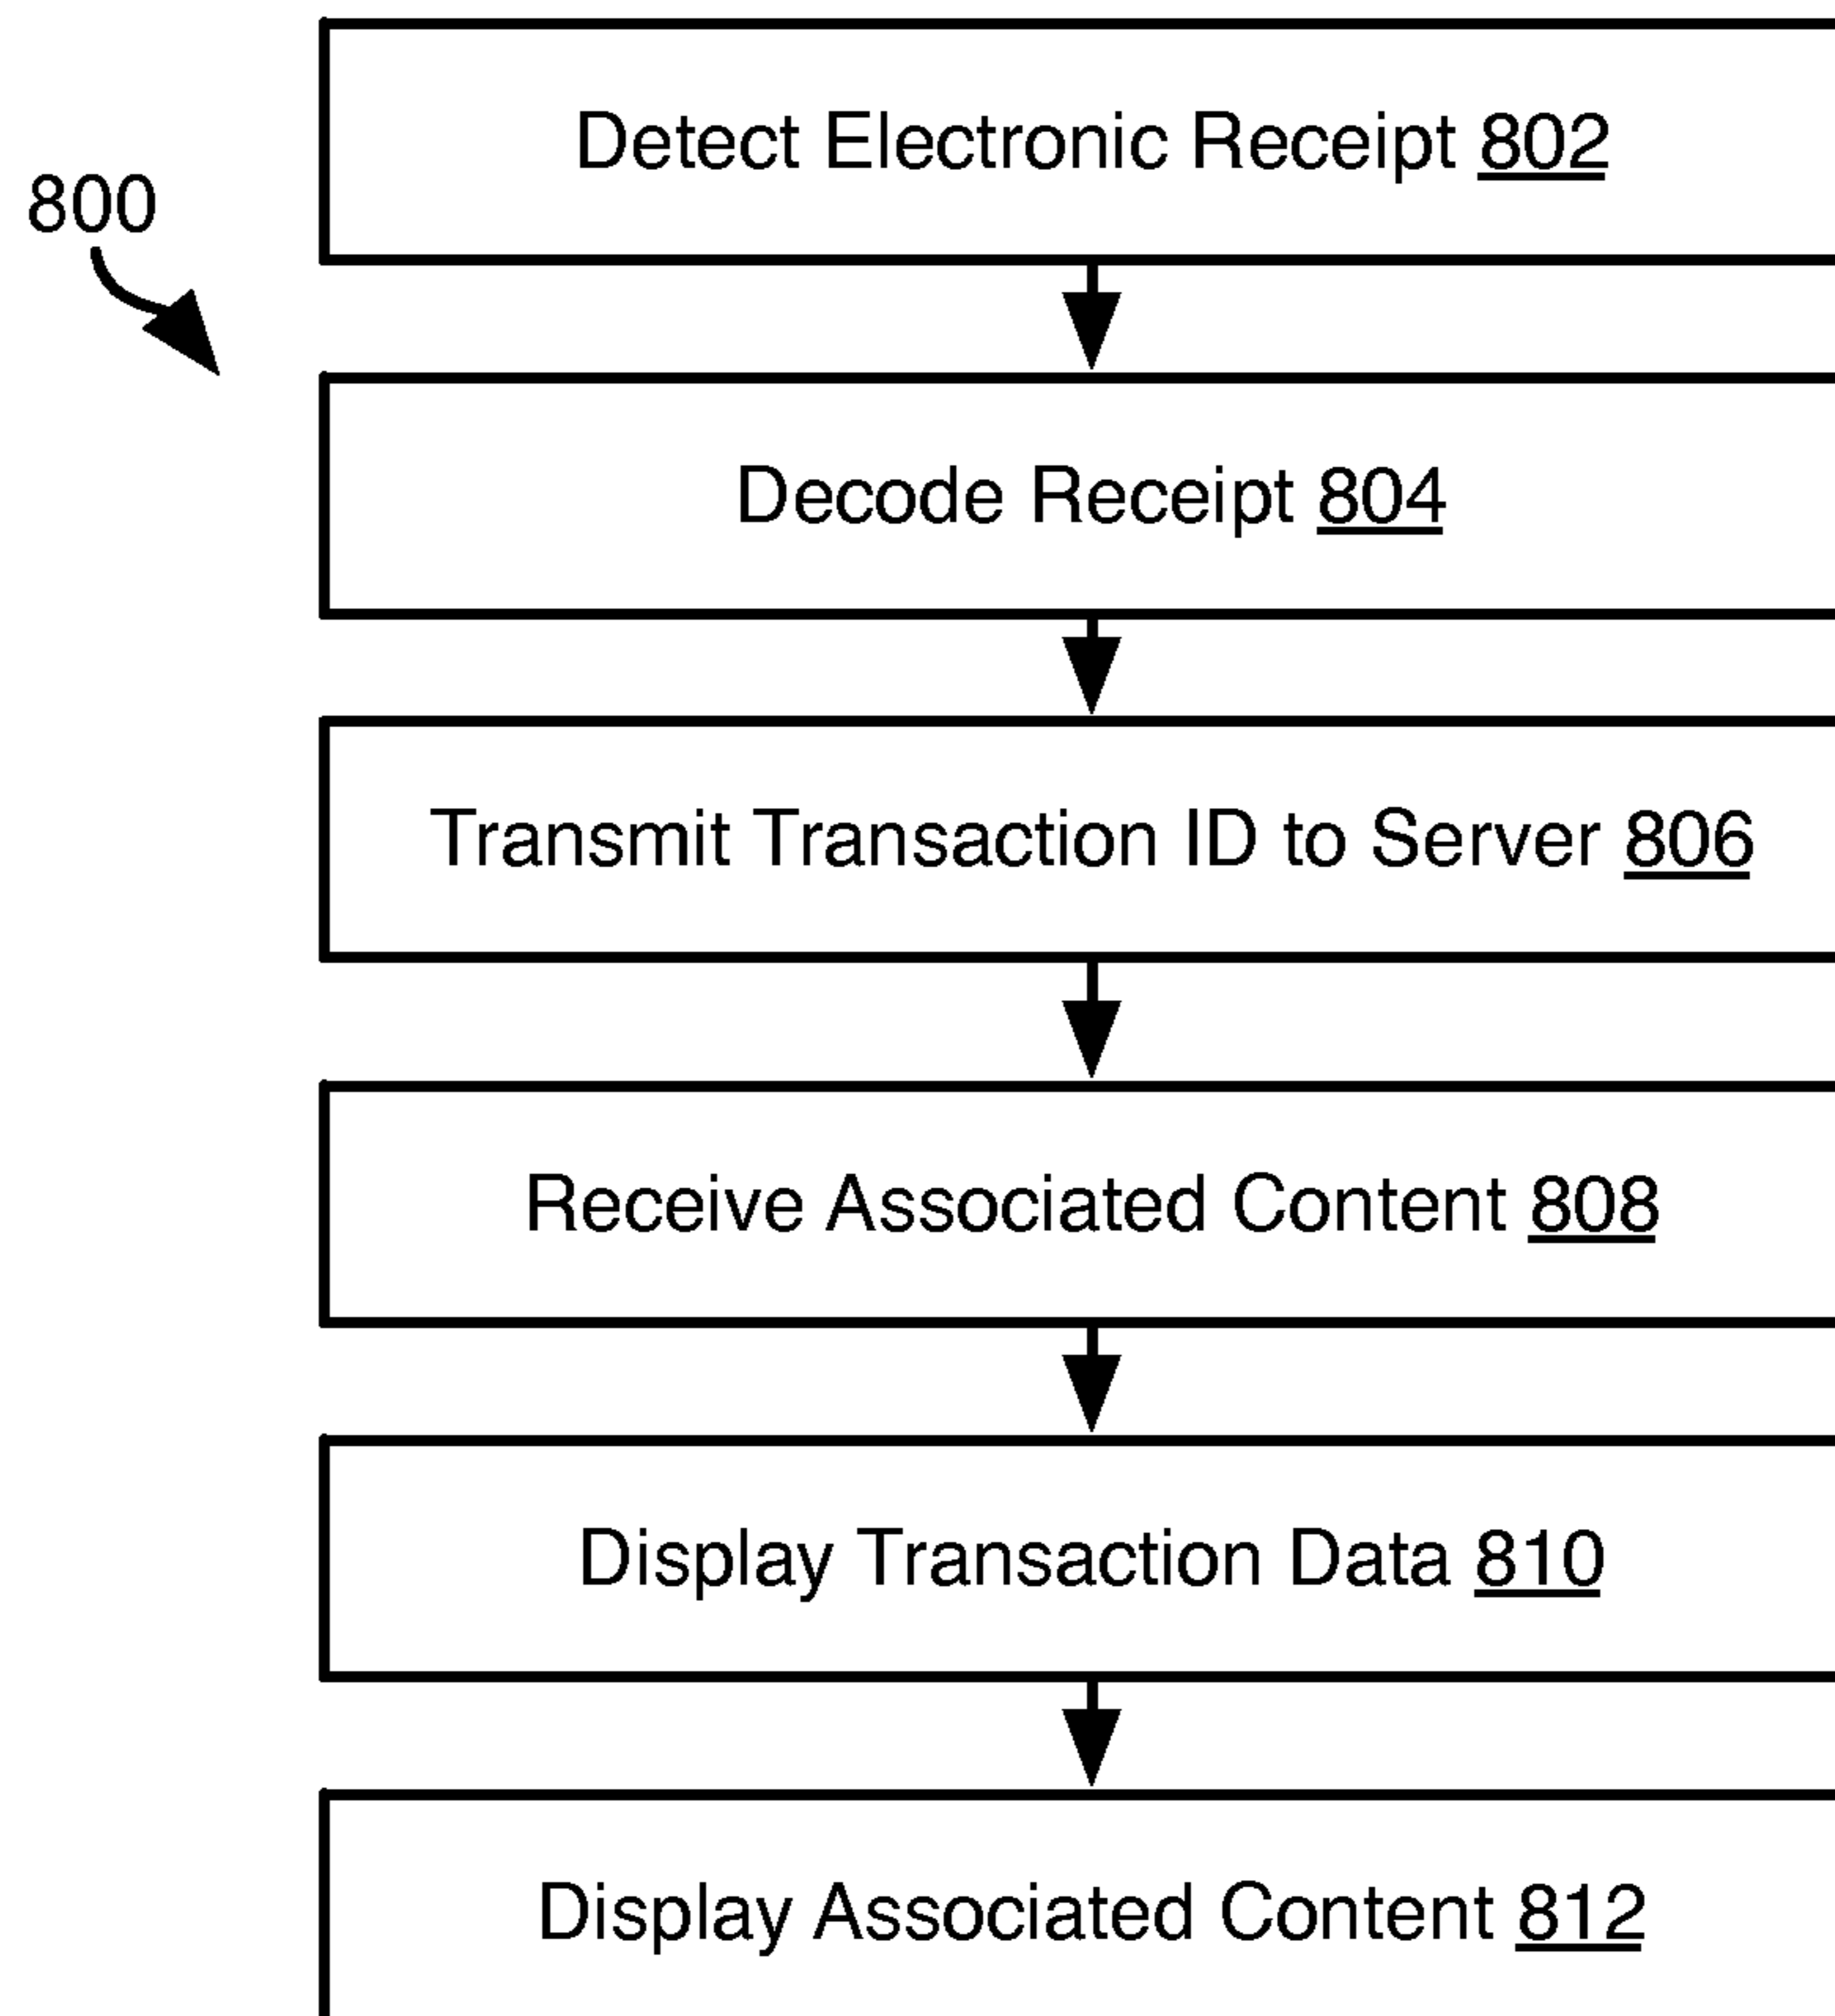 Detect Electronic Receipt 802
800
Decode Receipt 804
Transmit Transaction ID to Server 806
Receive Associated Content 808
Display Transaction Data 810
Display Associated Content 812